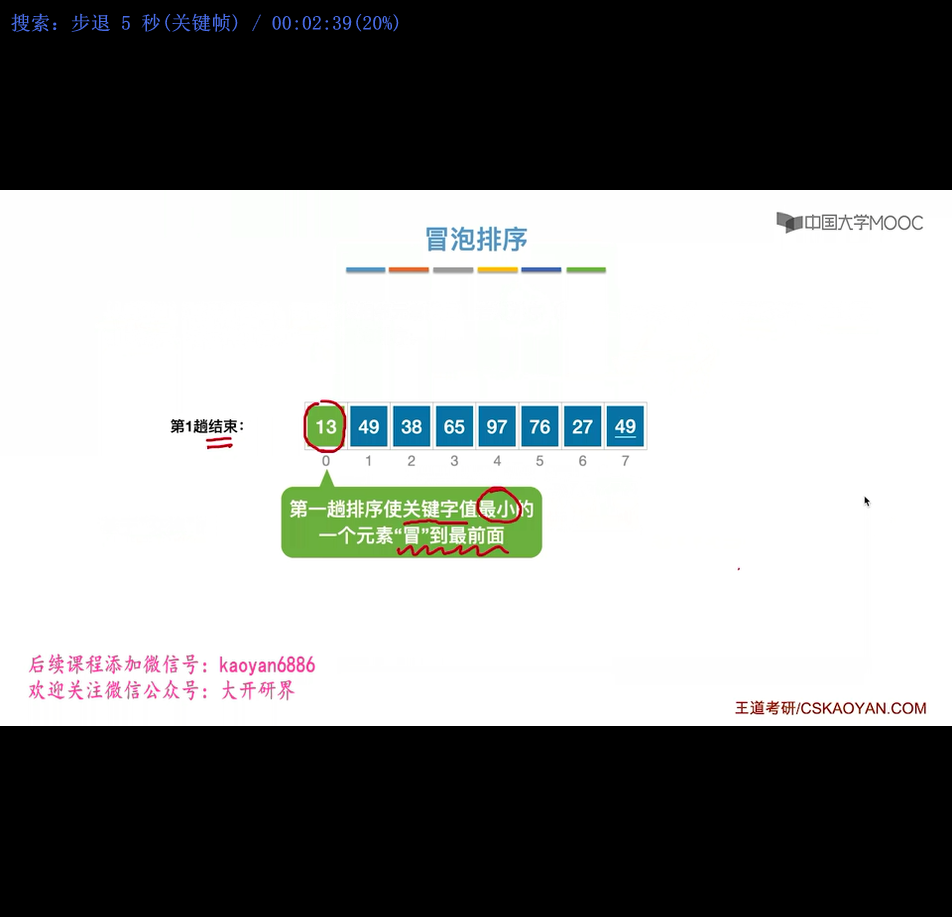 搜索: 步退 5 秒(关键帧) / 00:02:39(20%)
中国大学MOOC
冒泡排序
第1趟结束：
13 49 38 65 97 76 27 49
0 1 2 3 4 5 6 7
第一趟排序使关键字值最小的
一个元素“冒”到最前面
后续课程添加微信号：kaoyan6886
欢迎关注微信公众号：大开研界
王道考研/CSKAOYAN.COM